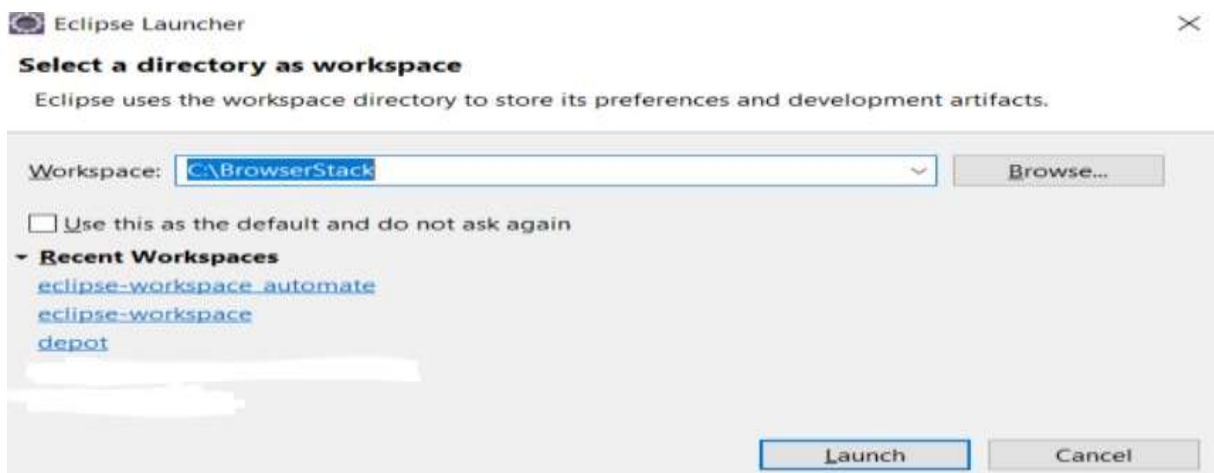 Eclipse Launcher
Select a directory as workspace
Eclipse uses the workspace directory to store its preferences and development artifacts.
Workspace: C:\BrowserStack Browse...
Use this as the default and do not ask again
Recent Workspaces
eclipse-workspace automate
eclipse-workspace
depot
Launch Cancel